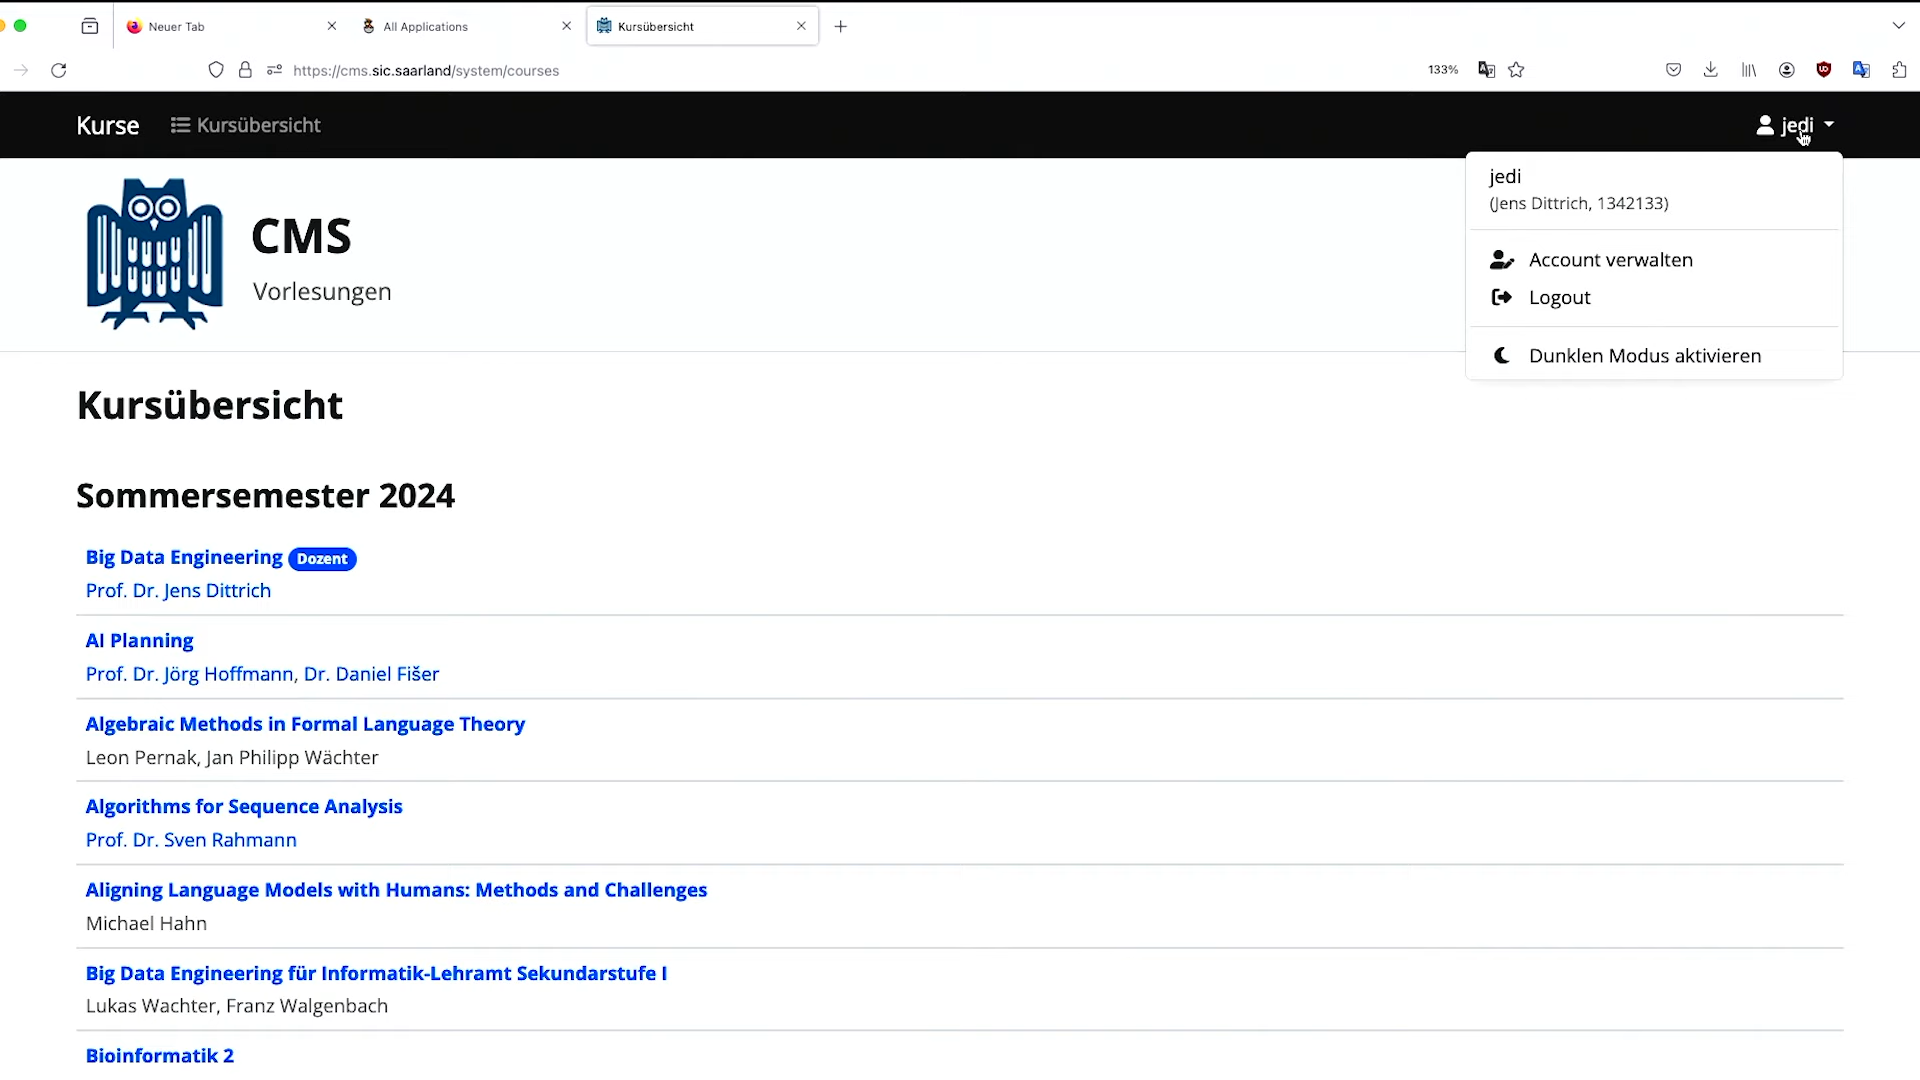 Neuer Tab
All Applications
Kursübersicht
https://cms.sic.saarland/system/courses
133%
Kurse
Kursübersicht
jedi
jedi
(Jens Dittrich, 1342133)
Account verwalten
Logout
Dunklen Modus aktivieren
CMS
Vorlesungen
Kursübersicht
Sommersemester 2024
Big Data Engineering Dozent
Prof. Dr. Jens Dittrich
AI Planning
Prof. Dr. Jörg Hoffmann, Dr. Daniel Fišer
Algebraic Methods in Formal Language Theory
Leon Pernak, Jan Philipp Wächter
Algorithms for Sequence Analysis
Prof. Dr. Sven Rahmann
Aligning Language Models with Humans: Methods and Challenges
Michael Hahn
Big Data Engineering für Informatik-Lehramt Sekundarstufe I
Lukas Wachter, Franz Walgenbach
Bioinformatik 2